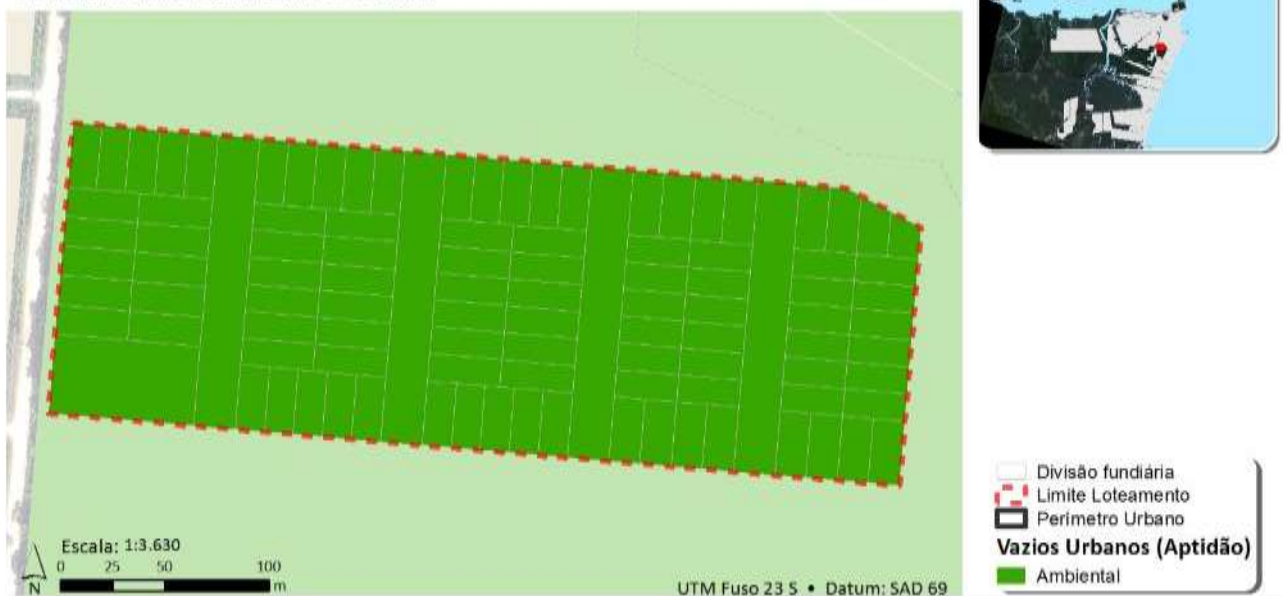 Divisão fundiária
Limite Loteamento
Perímetro Urbano
Vazios Urbanos (Aptidão)
Ambiental
Escala: 1:3.630
0 25 50 100
m
N
UTM Fuso 23 S • Datum: SAD 69